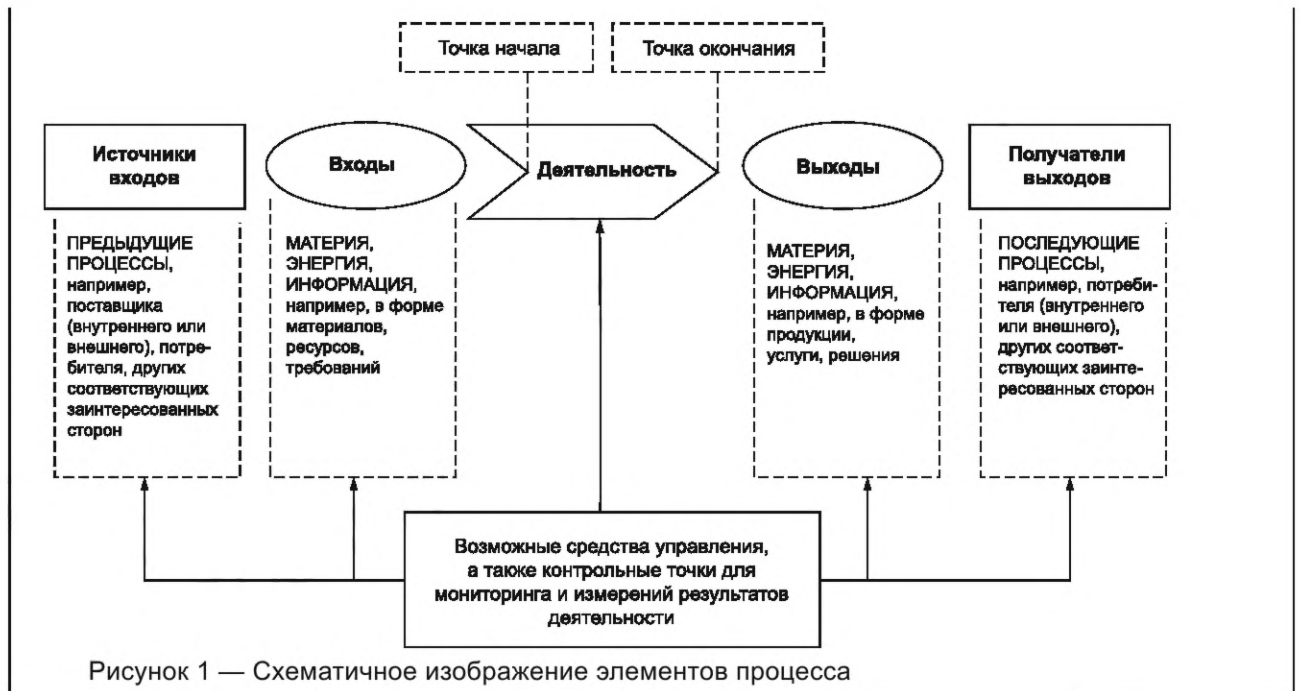 Точка начала
Точка окончания
Источники
входов
Входы
Деятельность
Выходы
Получатели
выходов
ПРЕДЫДУЩИЕ
ПРОЦЕССЫ,
например,
поставщика
(внутреннего или
внешнего), потре-
бителя, других
соответствующих
заинтересованных
сторон
МАТЕРИЯ,
ЭНЕРГИЯ,
ИНФОРМАЦИЯ,
например, в форме
материалов,
ресурсов,
требований
МАТЕРИЯ,
ЭНЕРГИЯ,
ИНФОРМАЦИЯ,
например, в форме
продукции,
услуги, решения
ПОСЛЕДУЮЩИЕ
ПРОЦЕССЫ,
например, потреби-
теля (внутреннего
или внешнего),
других соответ-
ствующих заинте-
ресованных сторон
Возможные средства управления,
а также контрольные точки для
мониторинга и измерений результатов
деятельности
Рисунок 1 — Схематичное изображение элементов процесса